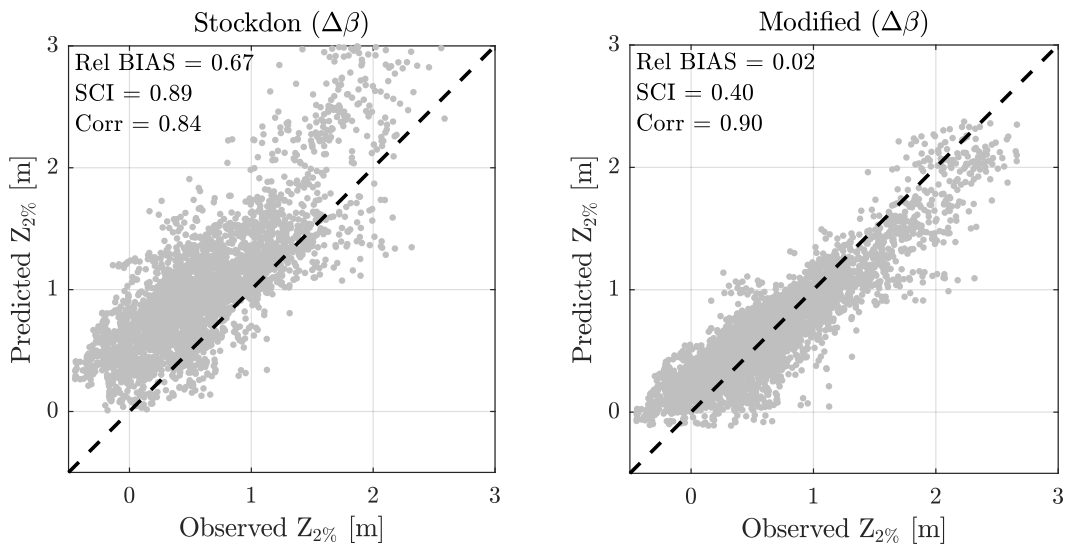 Stockdon (Δβ)
Rel BIAS = 0.67
SCI = 0.89
Corr = 0.84
3
2
1
0
Predicted Z2% [m]
0 1 2 3
Observed Z2% [m]
Modified (Δβ)
Rel BIAS = 0.02
SCI = 0.40
Corr = 0.90
3
2
1
0
Predicted Z2% [m]
0 1 2 3
Observed Z2% [m]